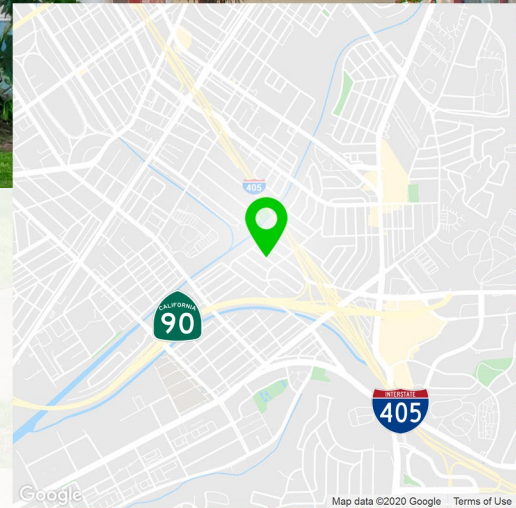 405
CALIFORNIA
90
INTERSTATE
405
Google
Map data ©2020 Google Terms of Use